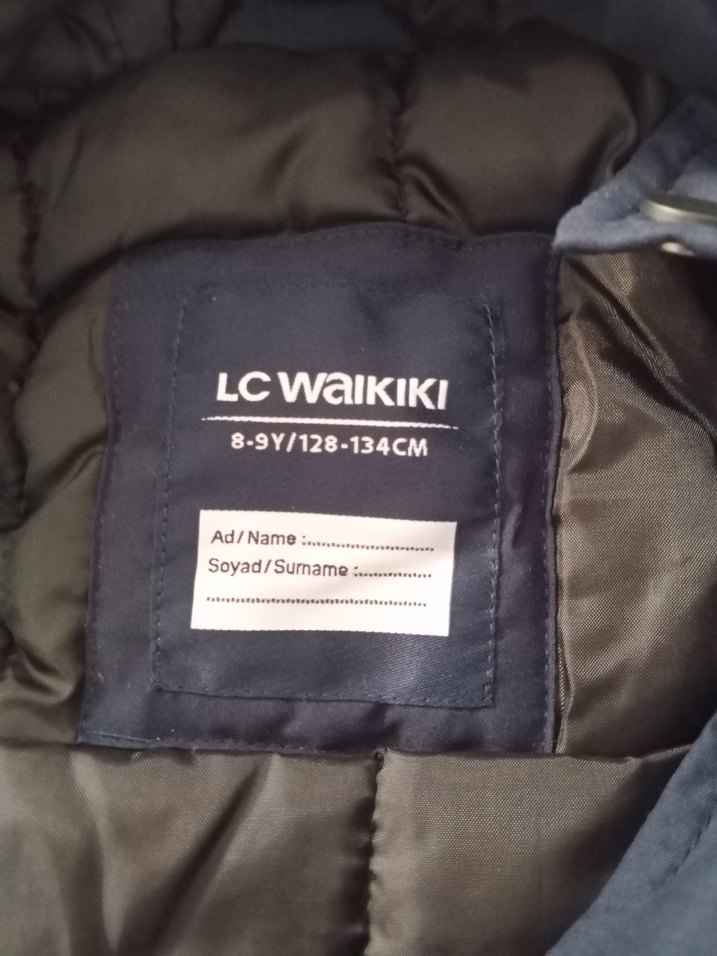 LC WAIKIKI
8-9Y/128-134CM
Ad/Name :........................
Soyad/Surname :..............
..........................................